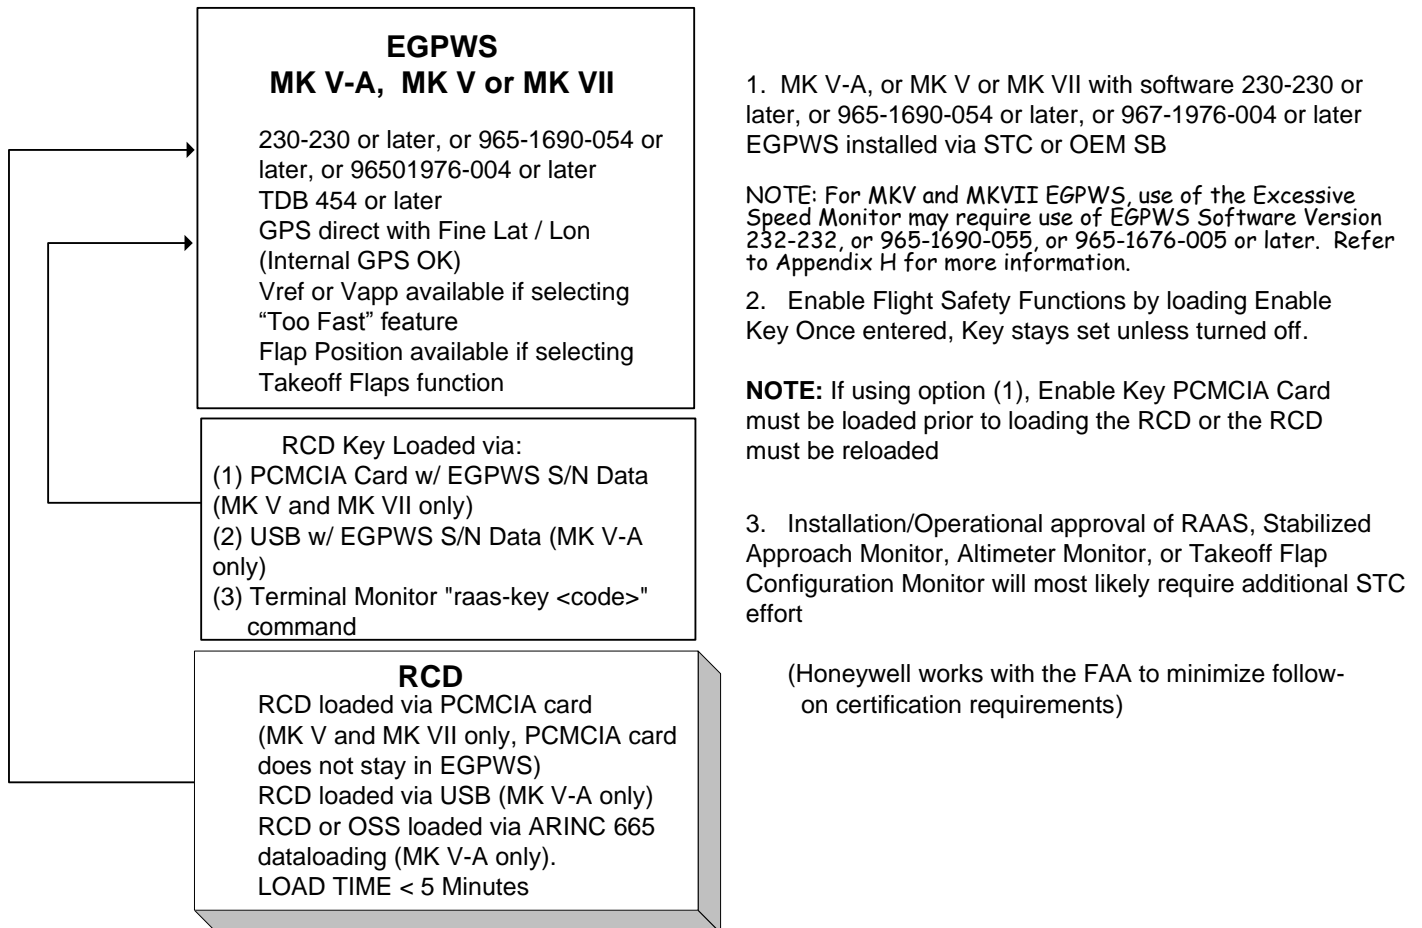 EGPWS
MK V-A,  MK V or MK VII
230-230 or later, or 965-1690-054 or
later, or 96501976-004 or later
TDB 454 or later
GPS direct with Fine Lat / Lon
(Internal GPS OK)
Vref or Vapp available if selecting
“Too Fast” feature
Flap Position available if selecting
Takeoff Flaps function
RCD Key Loaded via:
(1) PCMCIA Card w/ EGPWS S/N Data
(MK V and MK VII only)
(2) USB w/ EGPWS S/N Data (MK V-A
only)
(3) Terminal Monitor "raas-key <code>"
command
RCD
RCD loaded via PCMCIA card
(MK V and MK VII only, PCMCIA card
does not stay in EGPWS)
RCD loaded via USB (MK V-A only)
RCD or OSS loaded via ARINC 665
dataloading (MK V-A only).
LOAD TIME < 5 Minutes
1.  MK V-A, or MK V or MK VII with software 230-230 or
later, or 965-1690-054 or later, or 967-1976-004 or later
EGPWS installed via STC or OEM SB
NOTE: For MKV and MKVII EGPWS, use of the Excessive
Speed Monitor may require use of EGPWS Software Version
232-232, or 965-1690-055, or 965-1676-005 or later.  Refer
to Appendix H for more information.
2.   Enable Flight Safety Functions by loading Enable
Key Once entered, Key stays set unless turned off.
NOTE: If using option (1), Enable Key PCMCIA Card
must be loaded prior to loading the RCD or the RCD
must be reloaded
3.   Installation/Operational approval of RAAS, Stabilized
Approach Monitor, Altimeter Monitor, or Takeoff Flap
Configuration Monitor will most likely require additional STC
effort
(Honeywell works with the FAA to minimize follow-
on certification requirements)